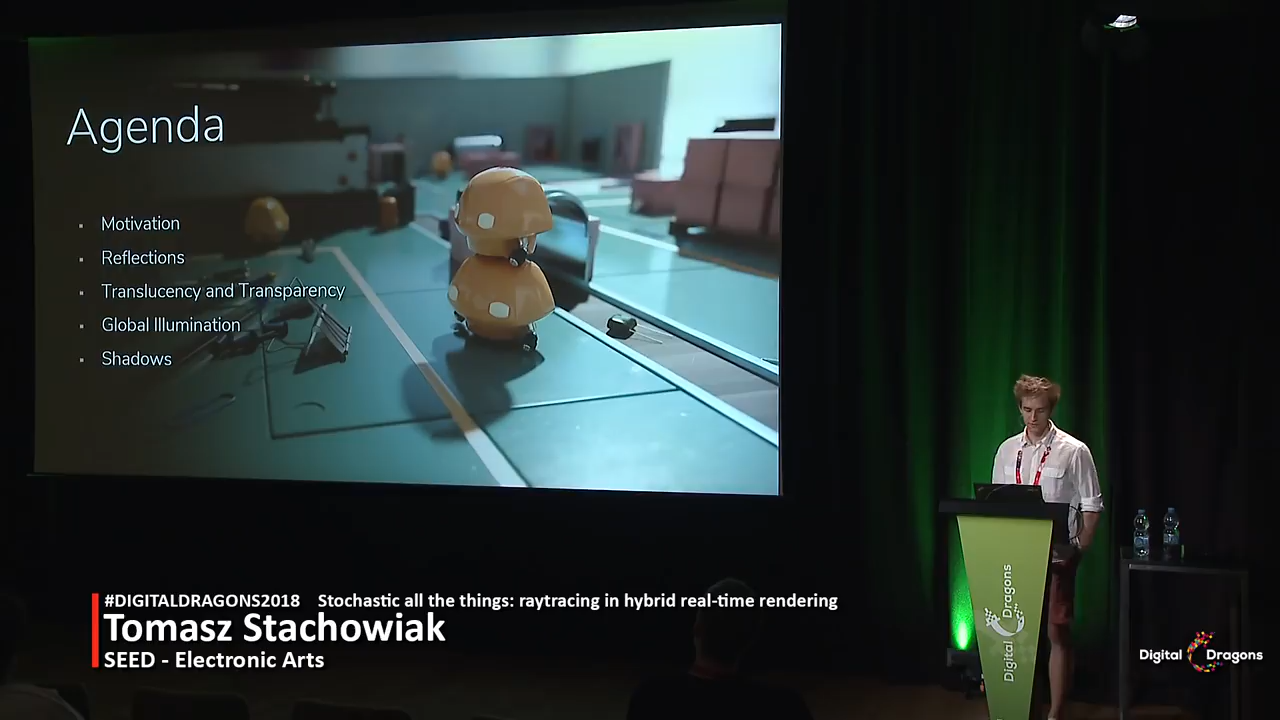 Agenda
Motivation
Reflections
Translucency and Transparency
Global Illumination
Shadows
#DIGITALDRAGONS2018 Stochastic all the things: raytracing in hybrid real-time rendering
Tomasz Stachowiak
SEED - Electronic Arts
Digital Dragons
Digital Dragons